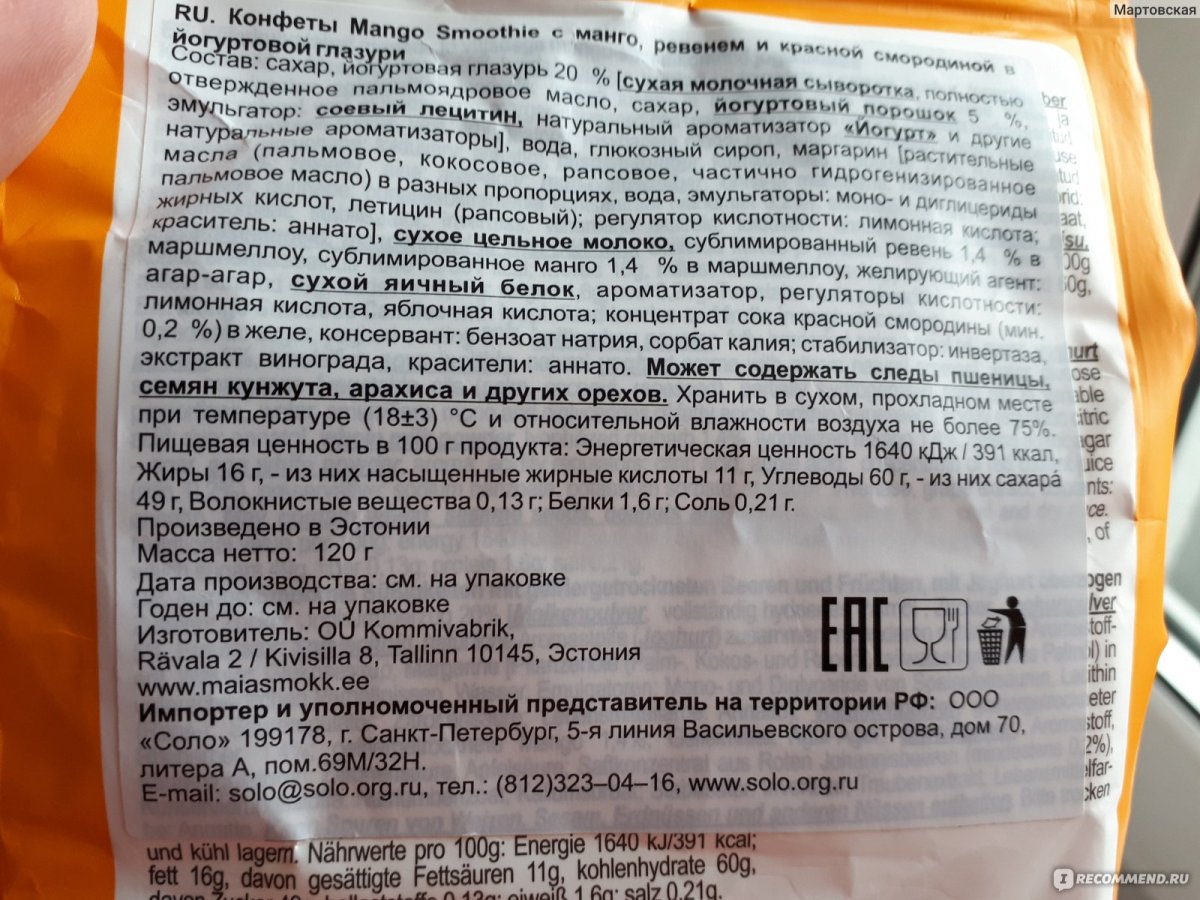 Мартовская
RU. Конфеты Mango Smoothie с манго, ревенем и красной смородиной в
йогуртовой глазури
Состав: сахар, йогуртовая глазурь 20 % [сухая молочная сыворотка, полностью
отвержденное пальмоядровое масло, сахар, йогуртовый порошок 5 %,
эмульгатор: соевый лецитин, натуральный ароматизатор «Йогурт» и другие
натуральные ароматизаторы], вода, глюкозный сироп, маргарин [растительные
масла (пальмовое, кокосовое, рапсовое, частично гидрогенизированное
пальмовое масло) в разных пропорциях, вода, эмульгаторы: моно- и диглицериды
жирных кислот, летицин (рапсовый); регулятор кислотности: лимонная кислота;
краситель: аннато], сухое цельное молоко, сублимированный ревень 1,4 % в
маршмеллоу, сублимированное манго 1,4 % в маршмеллоу, желирующий агент:
агар-агар, сухой яичный белок, ароматизатор, регуляторы кислотности:
лимонная кислота, яблочная кислота; концентрат сока красной смородины (мин.
0,2 %) в желе, консервант: бензоат натрия, сорбат калия; стабилизатор: инвертаза,
экстракт винограда, красители: аннато. Может содержать следы пшеницы,
семян кунжута, арахиса и других орехов. Хранить в сухом, прохладном месте
при температуре (18±3) °C и относительной влажности воздуха не более 75%.
Пищевая ценность в 100 г продукта: Энергетическая ценность 1640 кДж / 391 ккал,
Жиры 16 г, - из них насыщенные жирные кислоты 11 г, Углеводы 60 г, - из них сахара́
49 г, Волокнистые вещества 0,13 г; Белки 1,6 г; Соль 0,21 г.
Произведено в Эстонии
Масса нетто: 120 г
Дата производства: см. на упаковке
Годен до: см. на упаковке
Изготовитель: OÜ Kommivabrik,
Rävala 2 / Kivisilla 8, Tallinn 10145, Эстония
www.maiasmokk.ee
EAC
Импортер и уполномоченный представитель на территории РФ: ООО
«Соло» 199178, г. Санкт-Петербург, 5-я линия Васильевского острова, дом 70,
литера А, пом.69М/32Н.
E-mail: solo@solo.org.ru, тел.: (812)323–04–16, www.solo.org.ru
und kühl lagern. Nährwerte pro 100g: Energie 1640 kJ/391 kcal;
fett 16g, davon gesättigte Fettsäuren 11g, kohlenhydrate 60g,
1,6g; salz 0,21g.
IRECOMMEND.RU